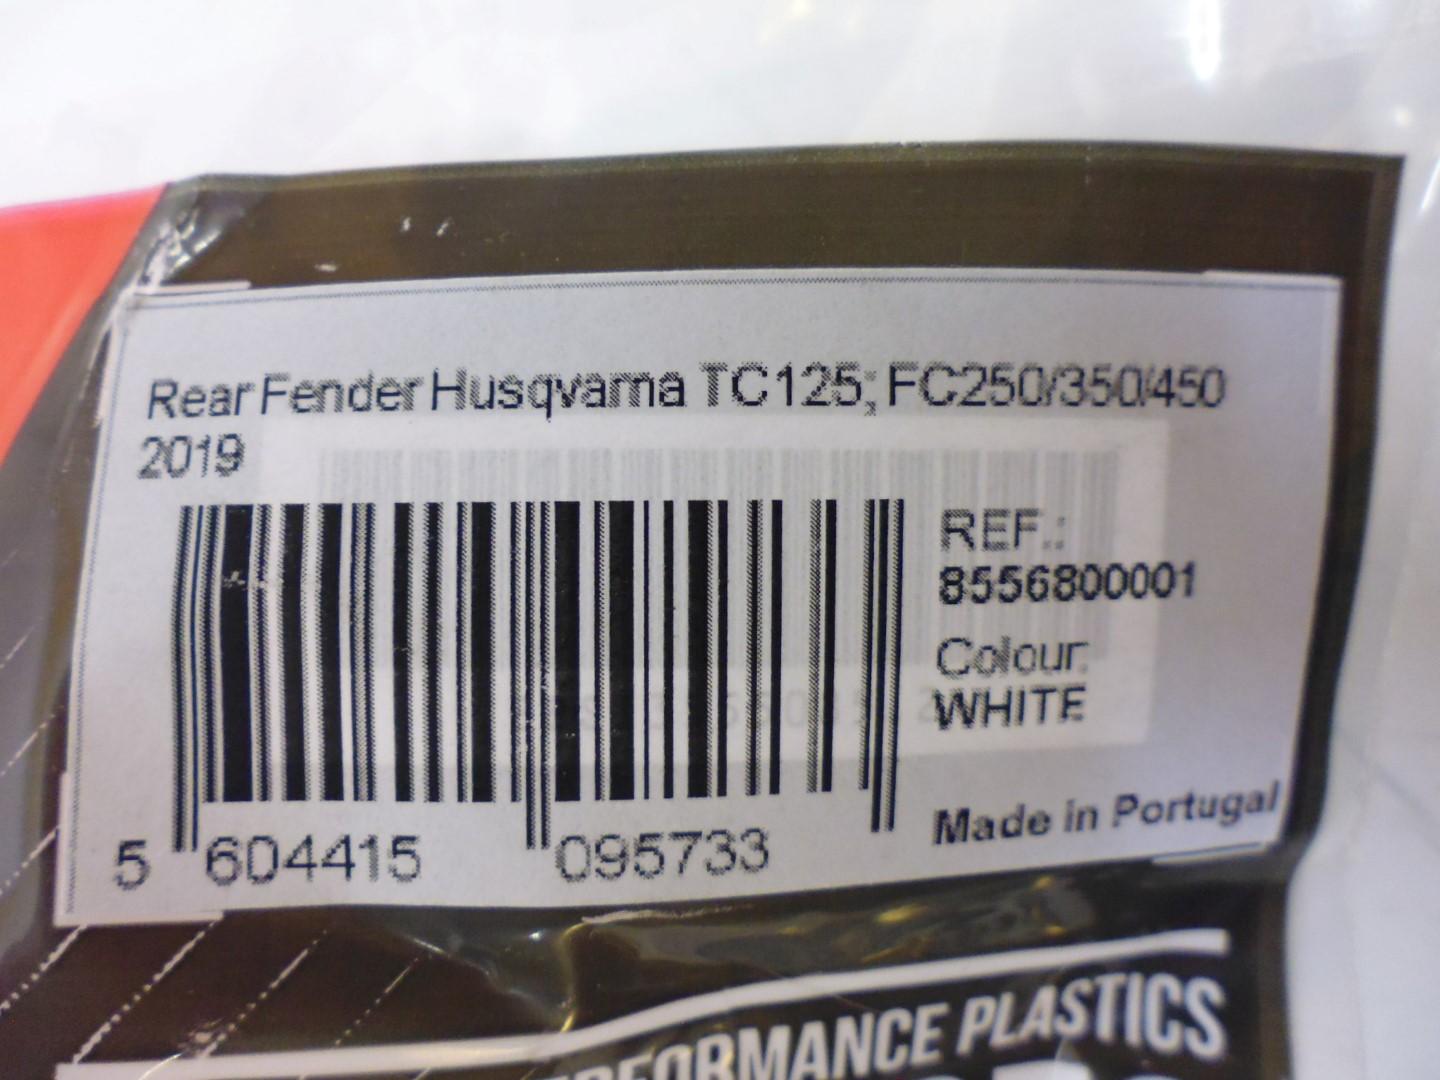 Rear Fender Husqvarna TC125; FC250/350/450
2019
REF.:
8556800001
Colour:
WHITE
Made in Portugal
5 604415 095733
PERFORMANCE PLASTICS